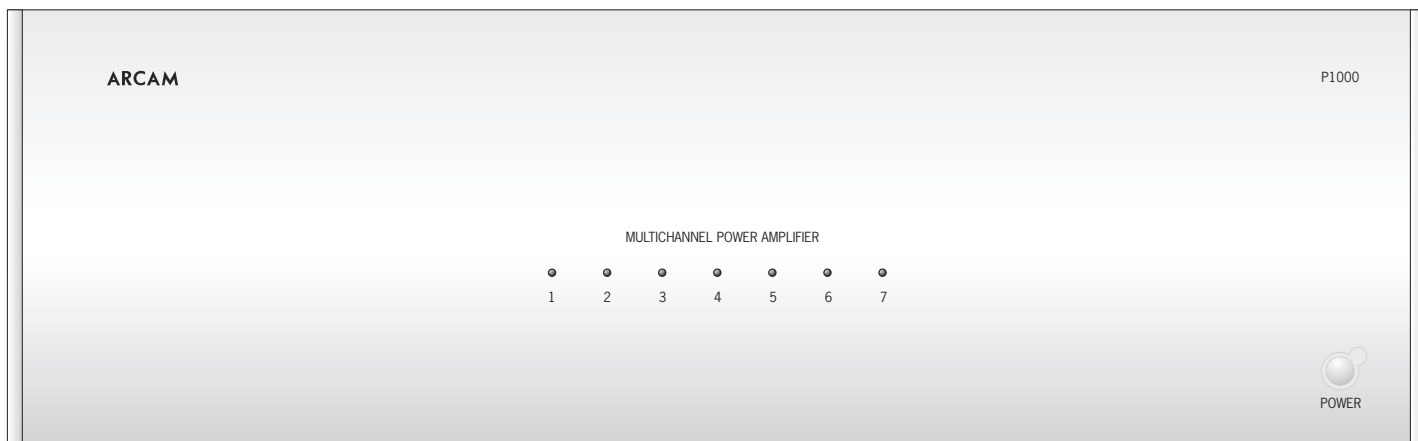 ARCAM
P1000
MULTICHANNEL POWER AMPLIFIER
1 2 3 4 5 6 7
POWER